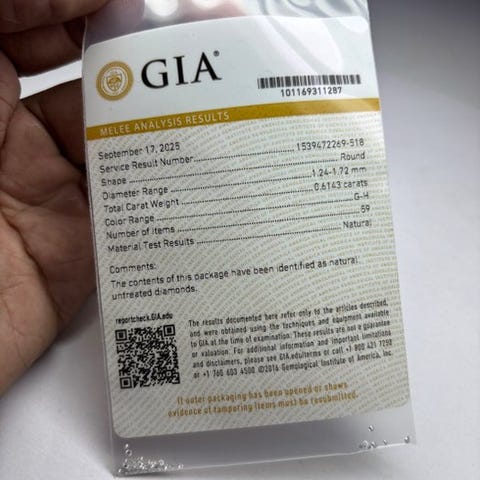 GIA®
101169311287
MELEE ANALYSIS RESULTS
September 17, 2025
Service Result Number 1539472269-518
Shape Round
Diameter Range 1.24-1.72 mm
Total Carat Weight 0.6143 carats
Color Range G-H
Number of Items 59
Material Test Results Natural
Comments:
The contents of this package have been identified as natural
untreated diamonds.
reportcheck.GIA.edu
The results documented here refer only to the articles described,
and were obtained using the techniques and equipment available
to GIA at the time of examination. These results are not a guarantee
or valuation. For additional information and important limitations
and disclaimers, please see GIA.edu/terms or call +1 800 421 7250
or +1 760 603 4500 ©2016 Gemological Institute of America, Inc.
If outer packaging has been opened or shows
evidence of tampering items must be resubmitted.